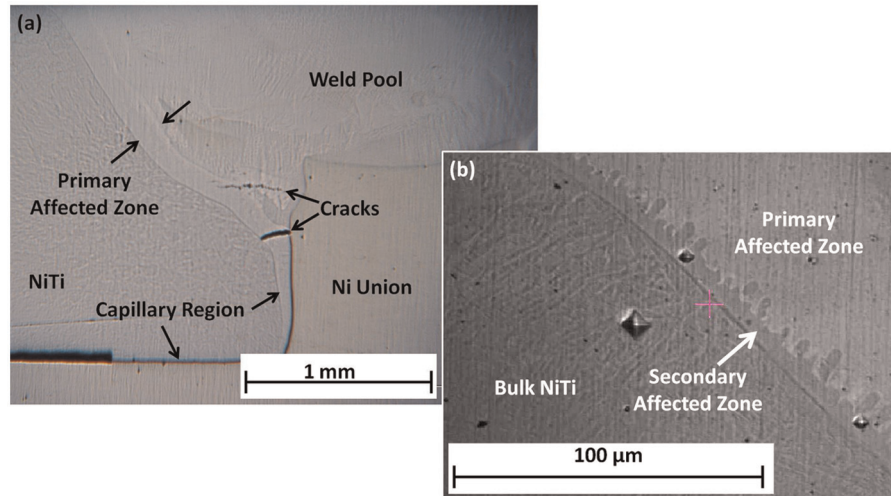 (a)
Weld Pool
Primary
Affected Zone
Cracks
NiTi
Ni Union
Capillary Region
1 mm
(b)
Primary
Affected Zone
Bulk NiTi
Secondary
Affected Zone
100 µm